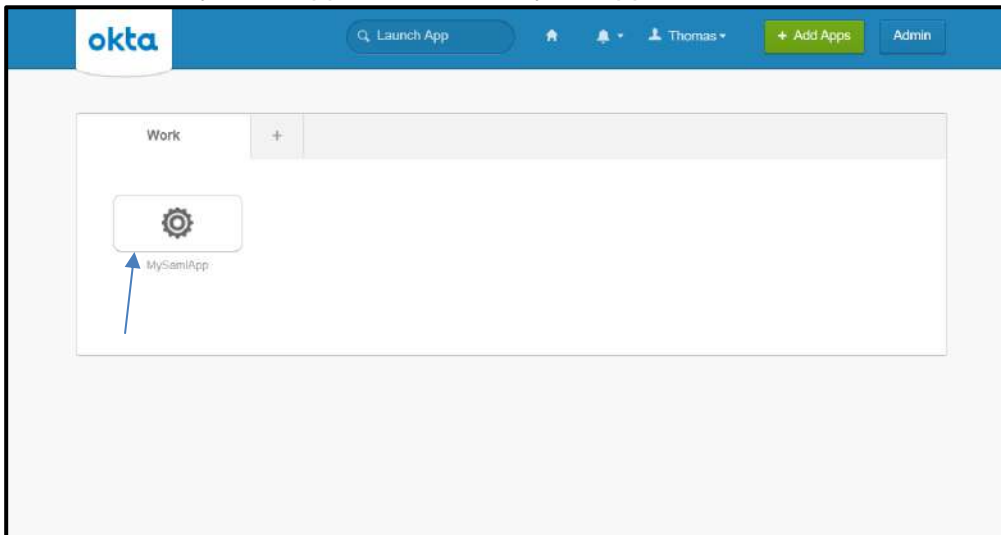 okta
Launch App
Thomas
+ Add Apps
Admin
Work
+
MySamlApp